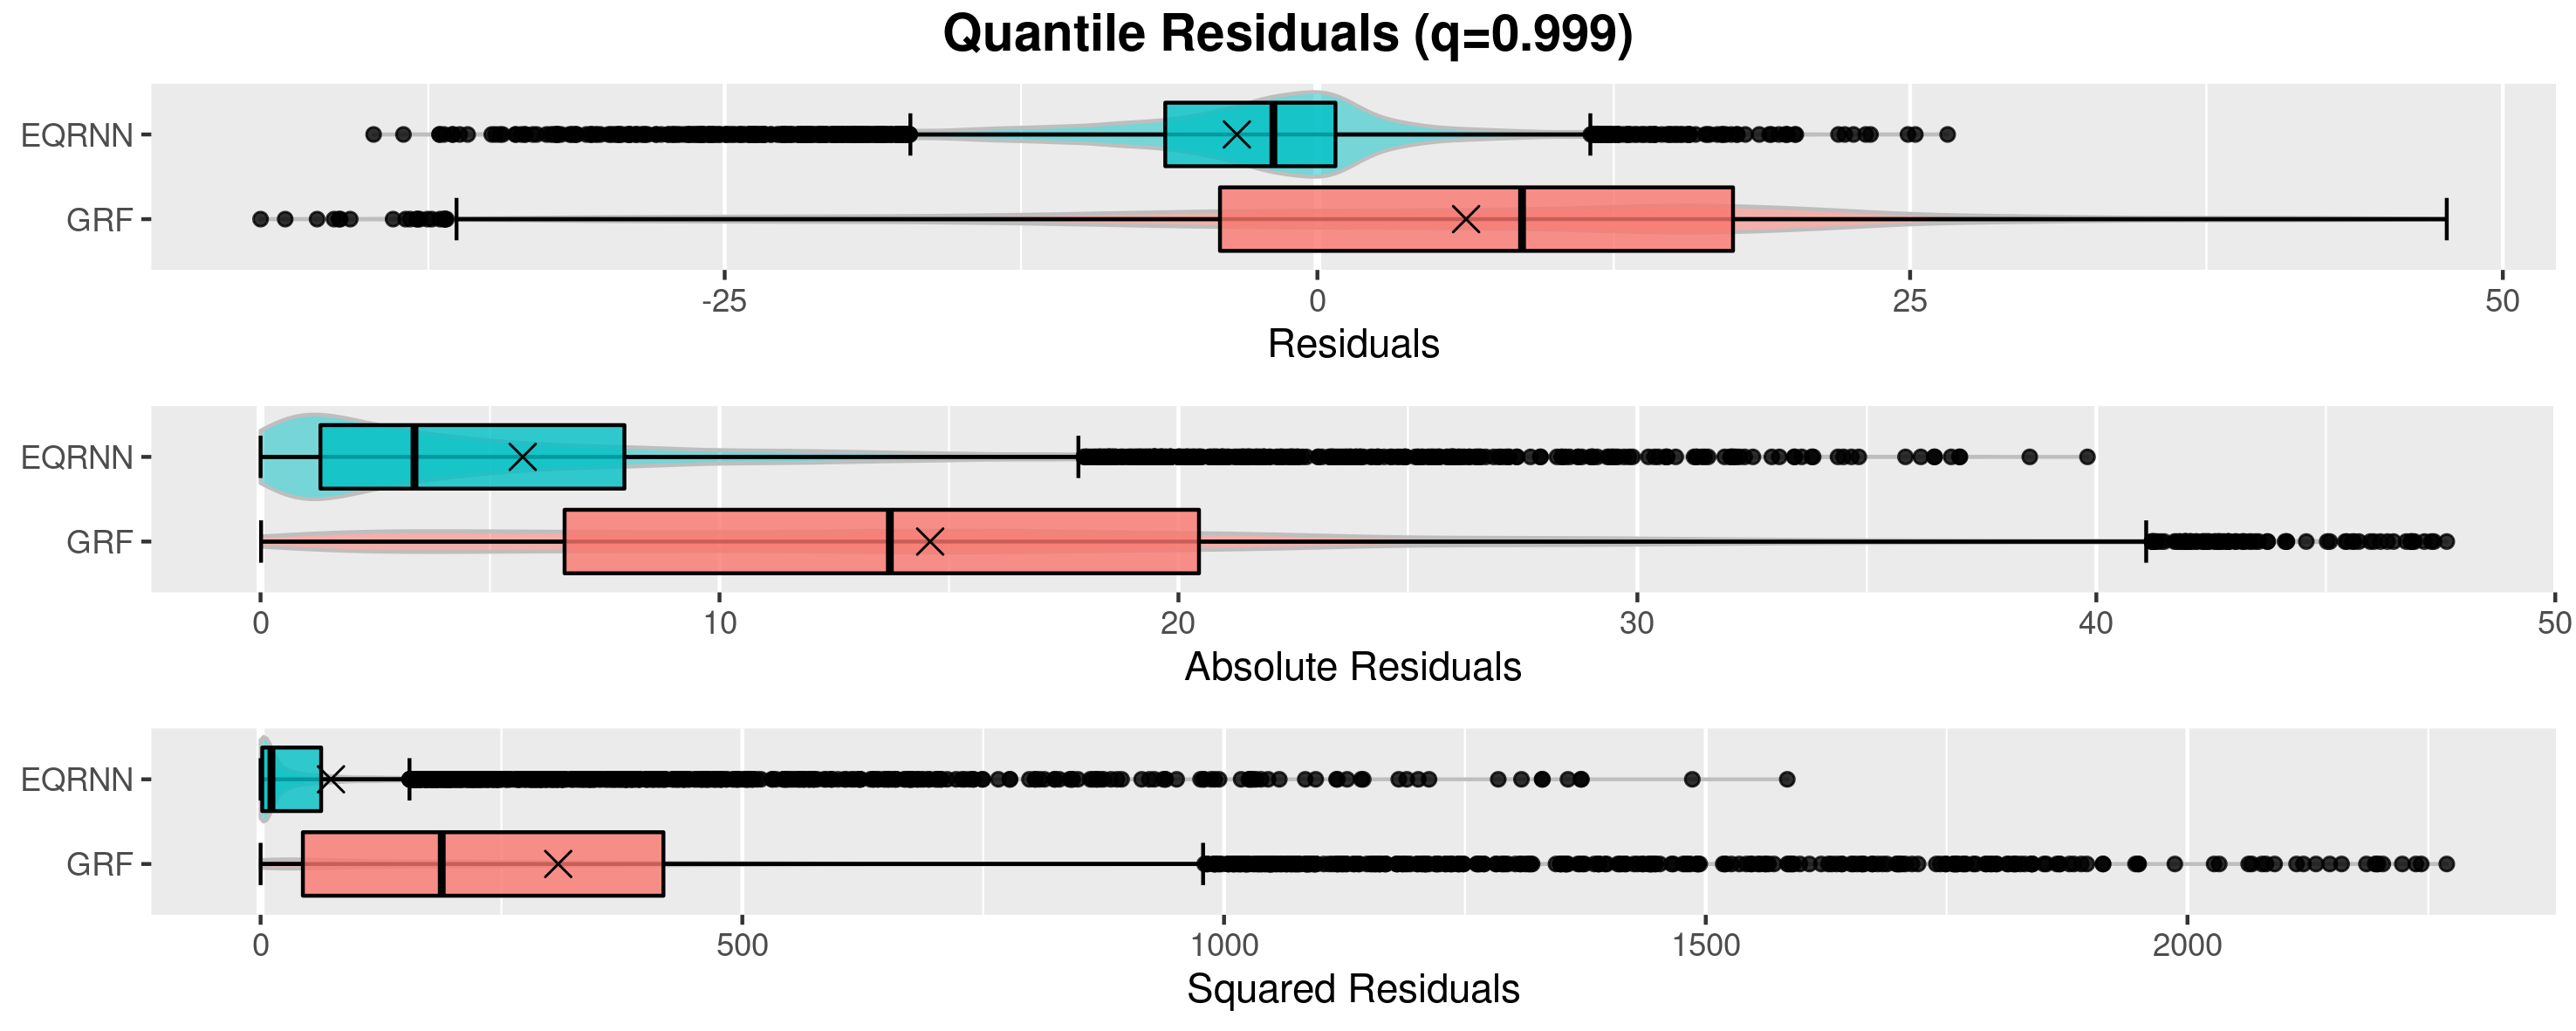 Quantile Residuals (q=0.999)
EQRNN
GRF
-25 0 25 50
Residuals
EQRNN
GRF
0 10 20 30 40 50
Absolute Residuals
EQRNN
GRF
0 500 1000 1500 2000
Squared Residuals